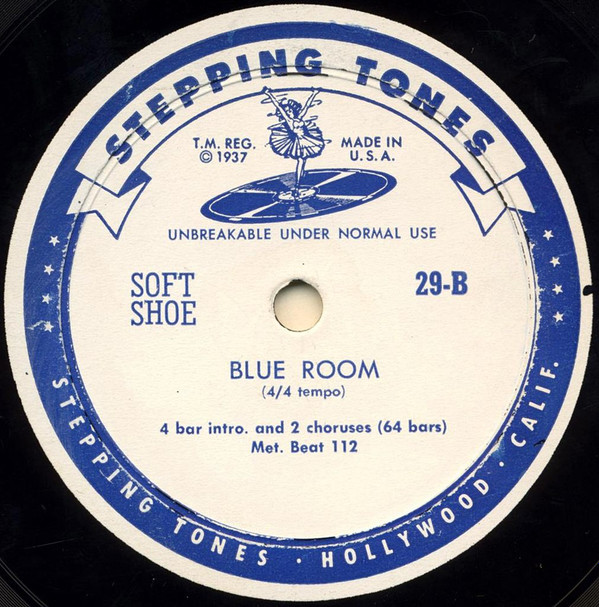 STEPPING TONES
T.M. REG.
© 1937
MADE IN
U.S.A.
UNBREAKABLE UNDER NORMAL USE
SOFT
SHOE
29-B
BLUE ROOM
(4/4 tempo)
4 bar intro. and 2 choruses (64 bars)
Met. Beat 112
STEPPING TONES · HOLLYWOOD · CALIF.